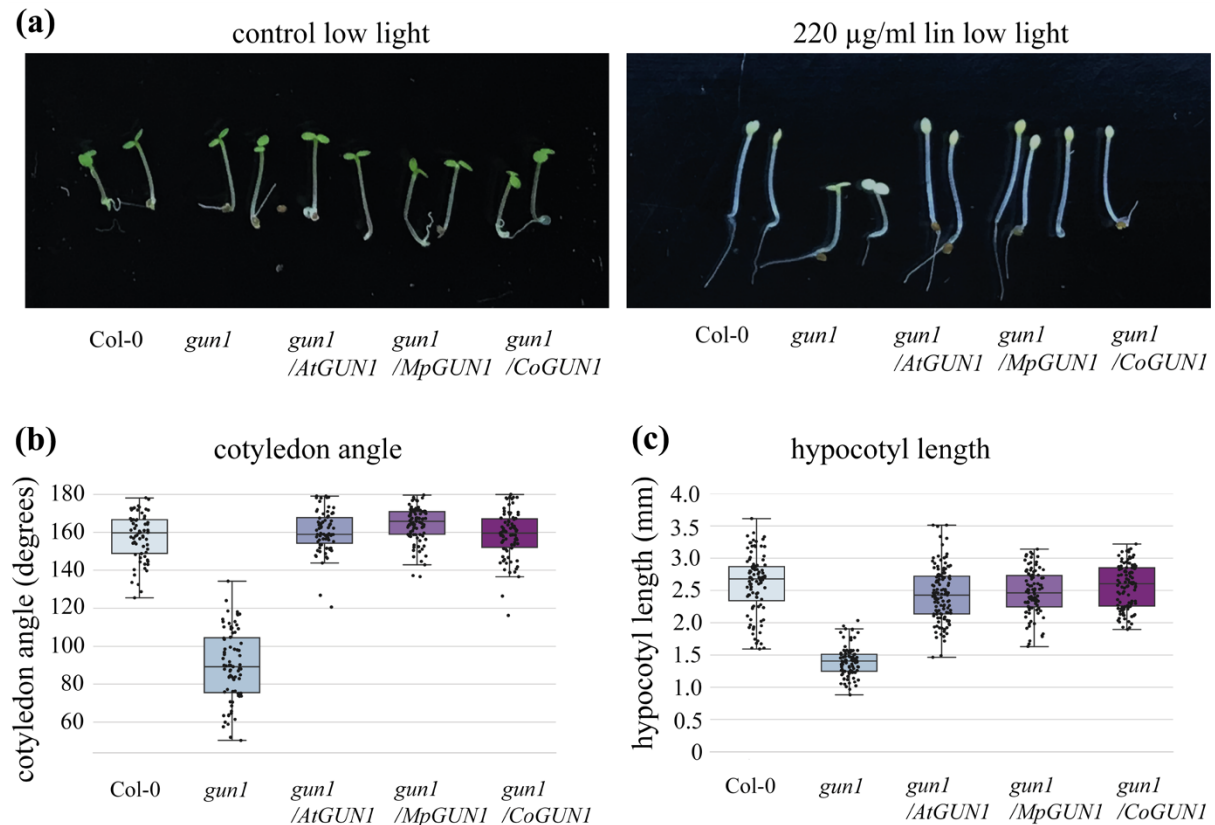 (a)
control low light
220 µg/ml lin low light
Col-0
gun1
gun1
/AtGUN1
gun1
/MpGUN1
gun1
/CoGUN1
Col-0
gun1
gun1
/AtGUN1
gun1
/MpGUN1
gun1
/CoGUN1
(b)
cotyledon angle
cotyledon angle (degrees)
180
160
140
120
100
80
60
Col-0
gun1
gun1
/AtGUN1
gun1
/MpGUN1
gun1
/CoGUN1
(c)
hypocotyl length
hypocotyl length (mm)
4.0
3.5
3.0
2.5
2.0
1.5
1.0
0.5
0
Col-0
gun1
gun1
/AtGUN1
gun1
/MpGUN1
gun1
/CoGUN1